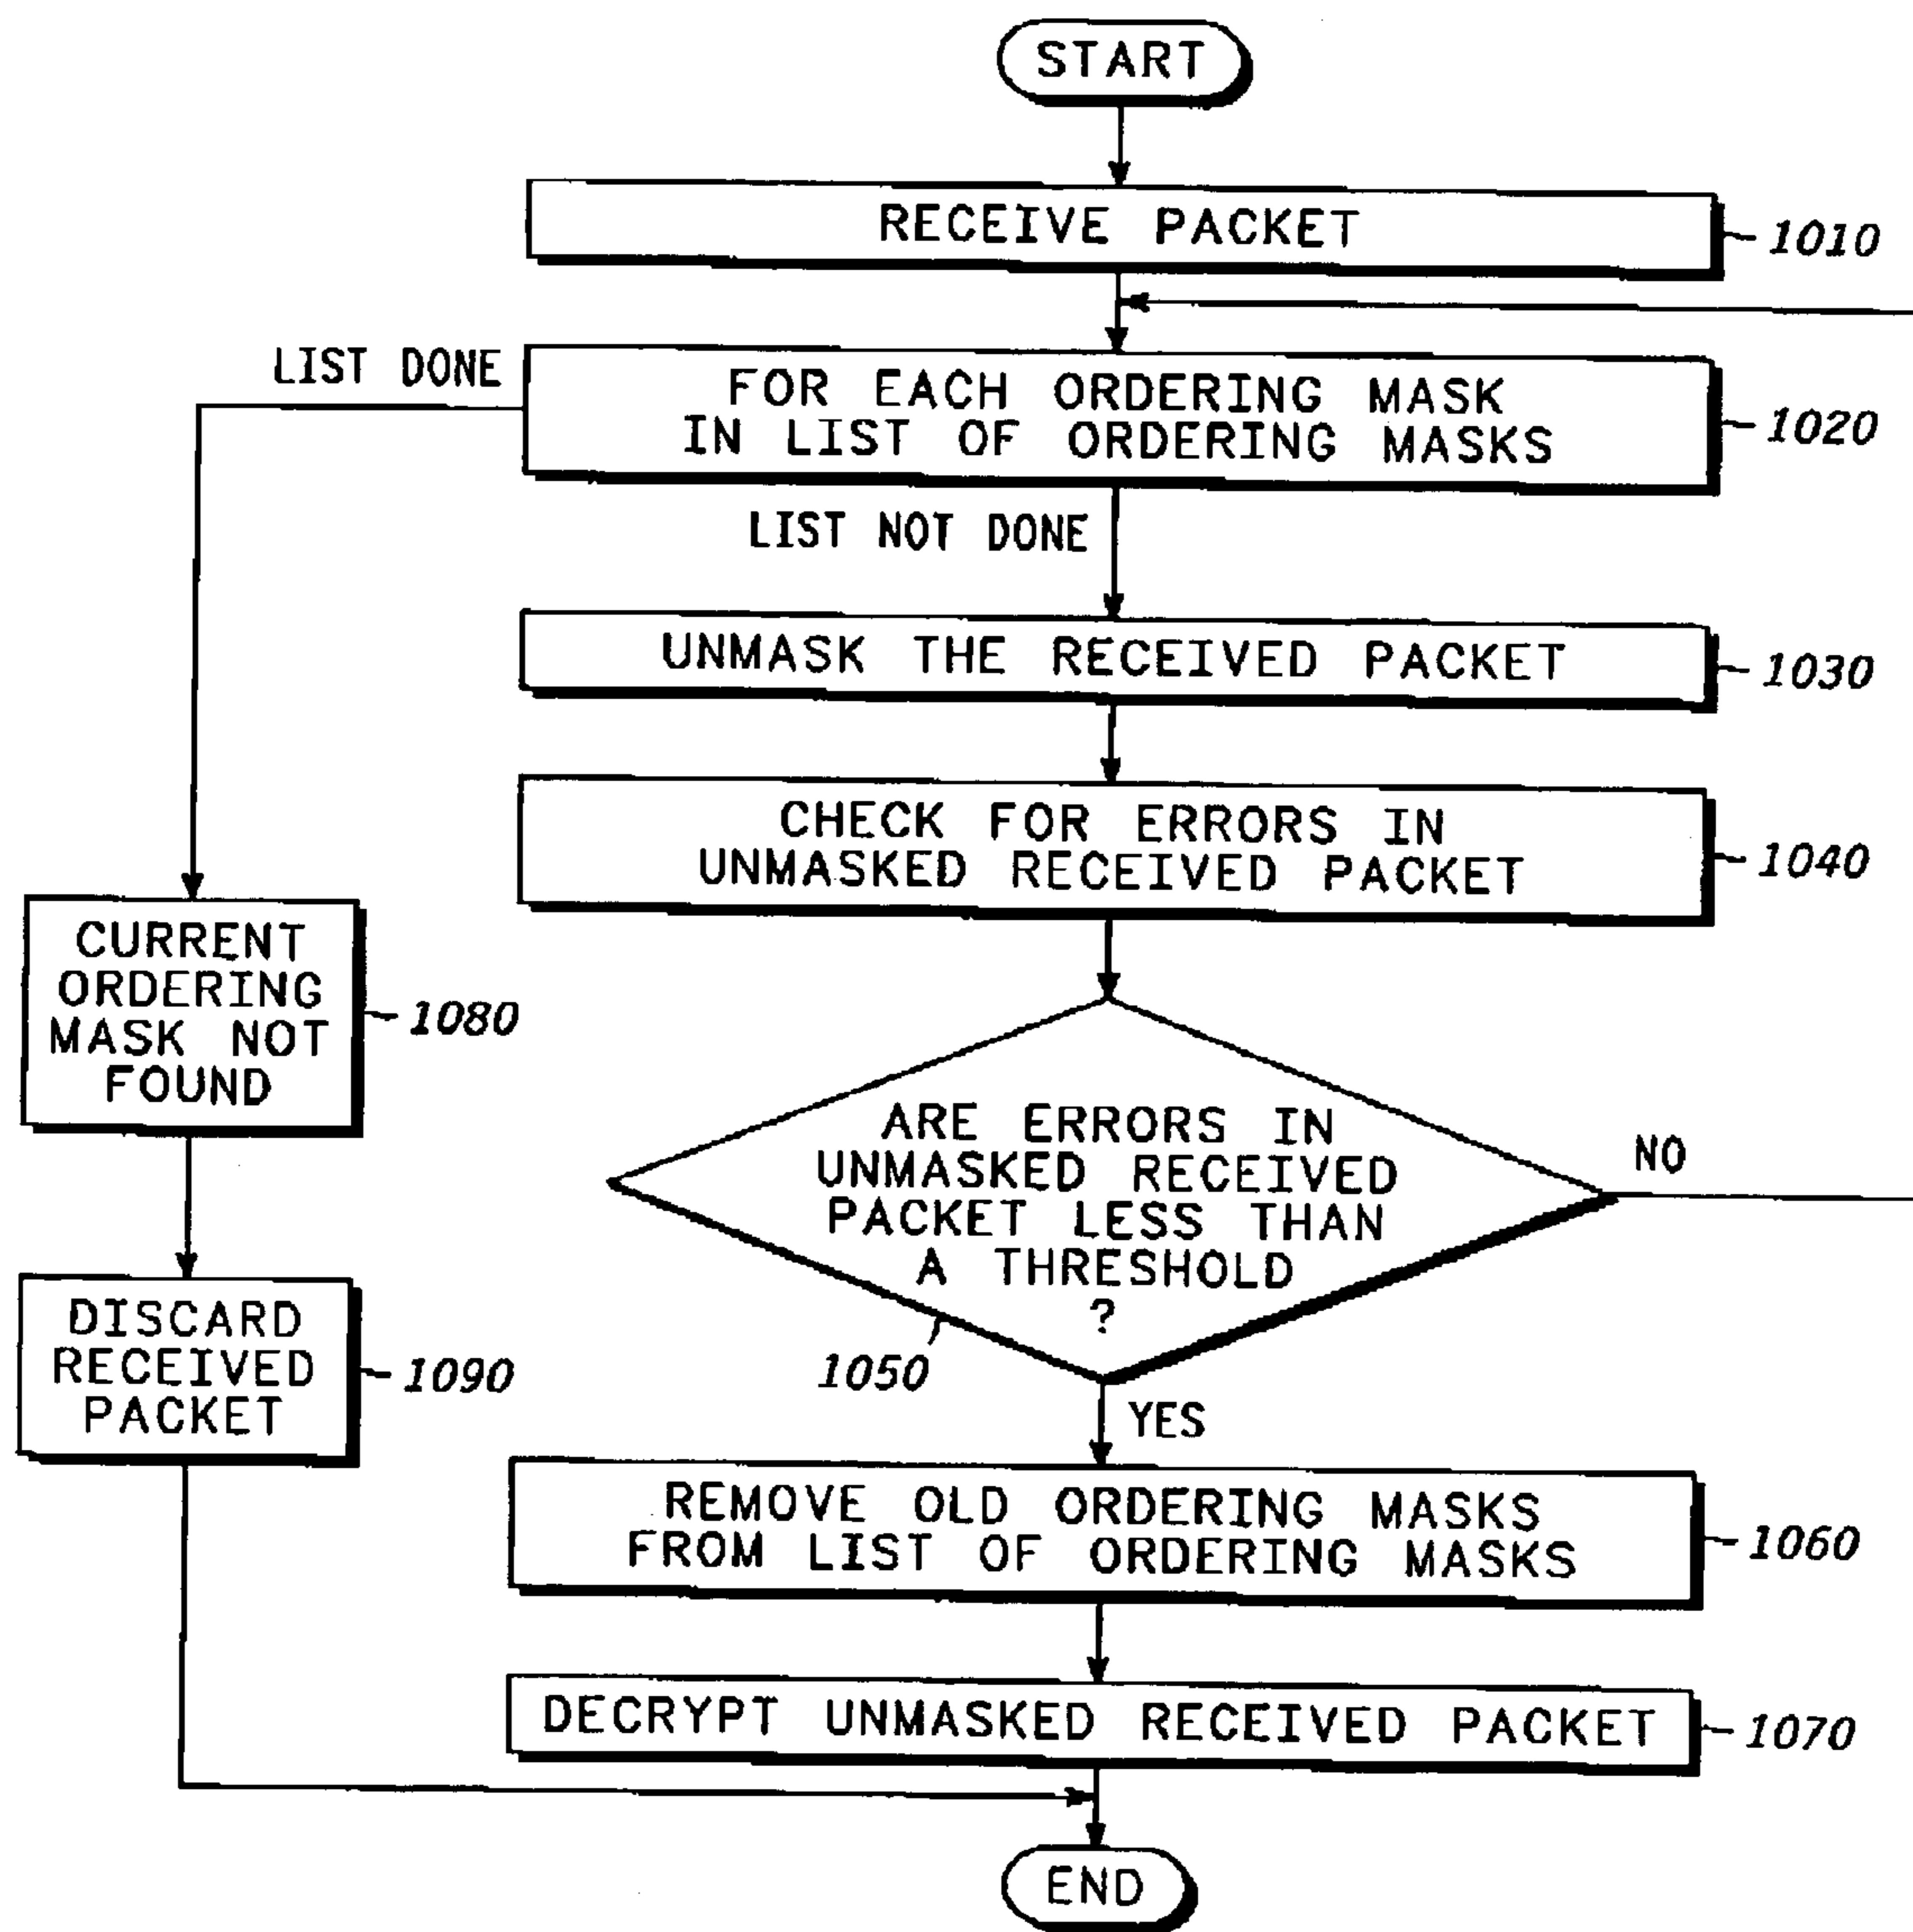 START
RECEIVE PACKET
1010
LIST DONE
FOR EACH ORDERING MASK
IN LIST OF ORDERING MASKS
1020
LIST NOT DONE
UNMASK THE RECEIVED PACKET
1030
CHECK FOR ERRORS IN
UNMASKED RECEIVED PACKET
1040
CURRENT
ORDERING
MASK NOT
FOUND
1080
ARE ERRORS IN
UNMASKED RECEIVED
PACKET LESS THAN
A THRESHOLD
?
NO
1050
YES
DISCARD
RECEIVED
PACKET
1090
REMOVE OLD ORDERING MASKS
FROM LIST OF ORDERING MASKS
1060
DECRYPT UNMASKED RECEIVED PACKET
1070
END